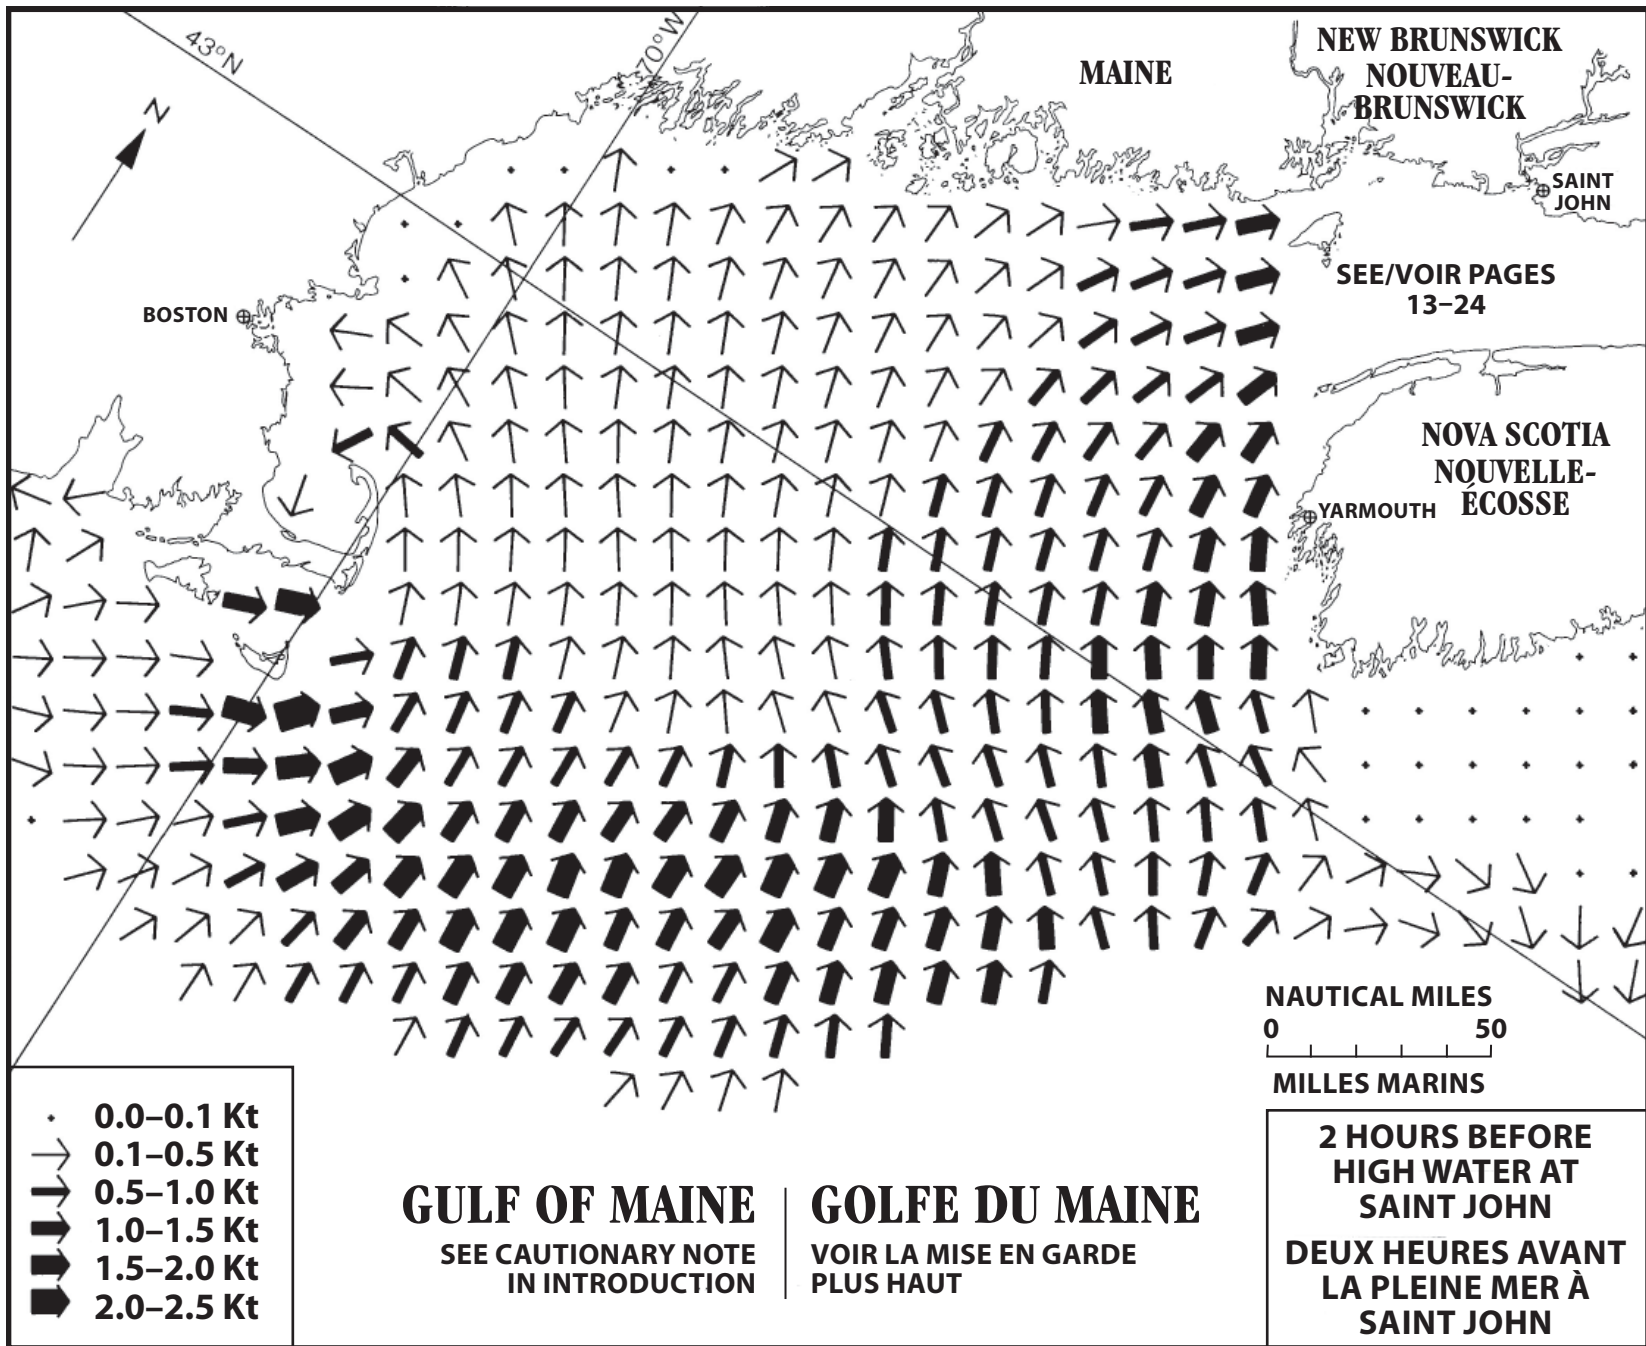 43°N
70°W
N
MAINE
NEW BRUNSWICK
NOUVEAU-
BRUNSWICK
SAINT
JOHN
SEE/VOIR PAGES
13–24
BOSTON
NOVA SCOTIA
NOUVELLE-
ÉCOSSE
YARMOUTH
NAUTICAL MILES
0 50
MILLES MARINS
0.0–0.1 Kt
0.1–0.5 Kt
0.5–1.0 Kt
1.0–1.5 Kt
1.5–2.0 Kt
2.0–2.5 Kt
GULF OF MAINE
SEE CAUTIONARY NOTE
IN INTRODUCTION
GOLFE DU MAINE
VOIR LA MISE EN GARDE
PLUS HAUT
2 HOURS BEFORE
HIGH WATER AT
SAINT JOHN
DEUX HEURES AVANT
LA PLEINE MER À
SAINT JOHN